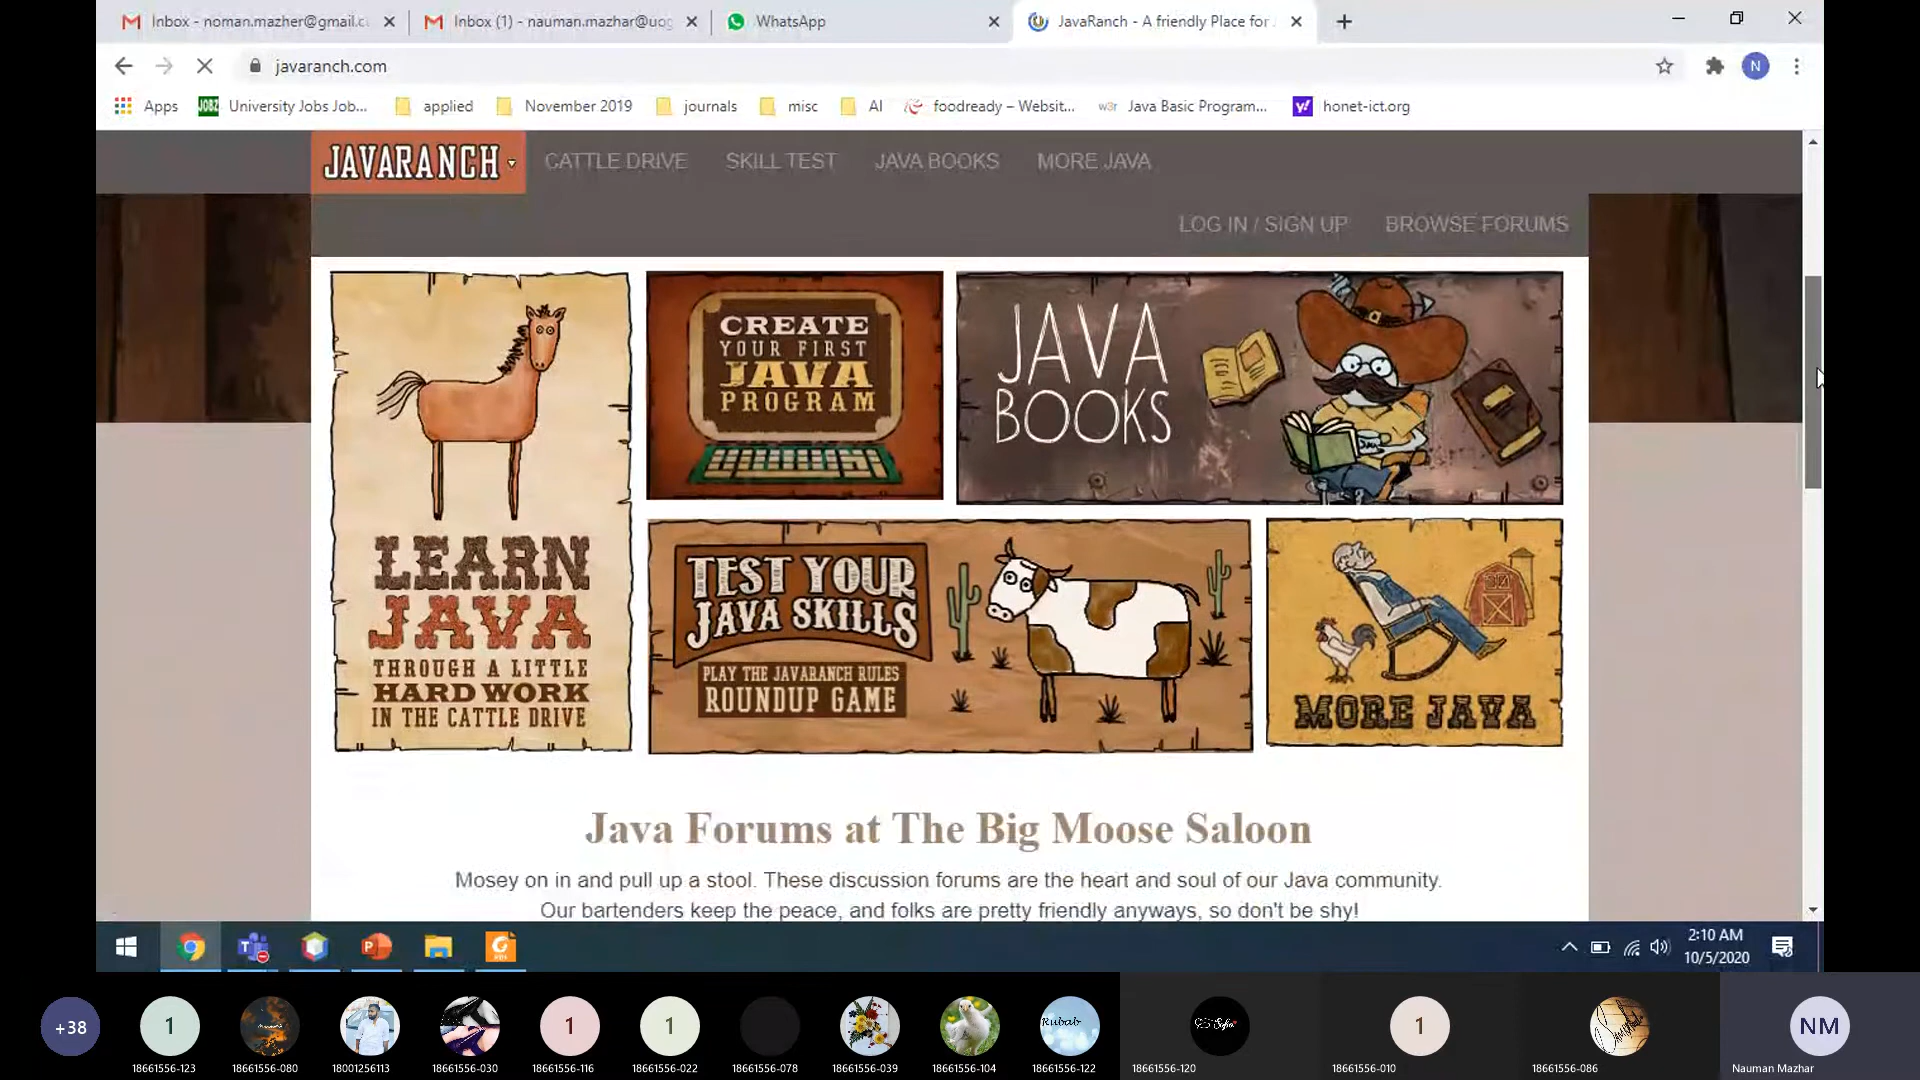 Inbox - noman.mazher@gmail.c
Inbox (1) - nauman.mazhar@uog
WhatsApp
JavaRanch - A friendly Place for
javaranch.com
N
Apps
JOBZ
University Jobs Job...
applied
November 2019
journals
misc
AI
foodready – Websit...
w3r
Java Basic Program...
y!
honet-ict.org
JAVARANCH
CATTLE DRIVE
SKILL TEST
JAVA BOOKS
MORE JAVA
LOG IN / SIGN UP
BROWSE FORUMS
LEARN
JAVA
THROUGH A LITTLE
HARD WORK
IN THE CATTLE DRIVE
CREATE
YOUR FIRST
JAVA
PROGRAM
JAVA
BOOKS
TEST YOUR
JAVA SKILLS
PLAY THE JAVARANCH RULES
ROUNDUP GAME
MORE JAVA
Java Forums at The Big Moose Saloon
Mosey on in and pull up a stool. These discussion forums are the heart and soul of our Java community.
Our bartenders keep the peace, and folks are pretty friendly anyways, so don't be shy!
2:10 AM
10/5/2020
+38
1
1
1
Rubab
1
NM
18661556-123
18661556-080
18001256113
18661556-030
18661556-116
18661556-022
18661556-078
18661556-039
18661556-104
18661556-122
18661556-120
18661556-010
18661556-086
Nauman Mazhar